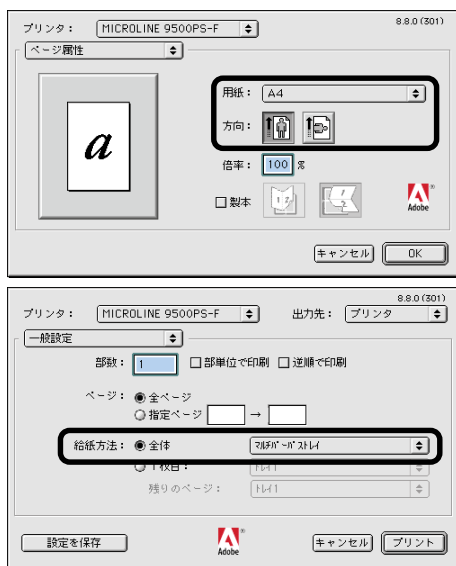 8.8.0 (301)
プリンタ： MICROLINE 9500PS-F
ページ属性
用紙： A4
a
方向：
倍率： 100 %
製本
1 2
1
2
Adobe
キャンセル OK
8.8.0 (301)
プリンタ： MICROLINE 9500PS-F 出力先： プリンタ
一般設定
部数： 1 部単位で印刷 逆順で印刷
ページ： 全ページ
指定ページ →
給紙方法： 全体 マルチパーパストレイ
1 枚目： トレイ1
残りのページ： トレイ1
設定を保存 Adobe キャンセル プリント